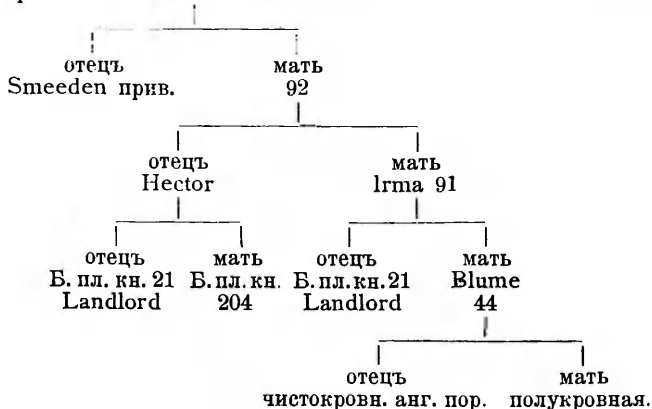 отецъ мать
Smeeden прив. 92
отецъ мать
Hector Irma 91
отецъ мать отецъ мать
Б. пл. кн. 21 Б. пл. кн. Б. пл. кн. 21 Blume
Landlord 204 Landlord 44
отецъ мать
чистокровн. анг. пор. полукровная.